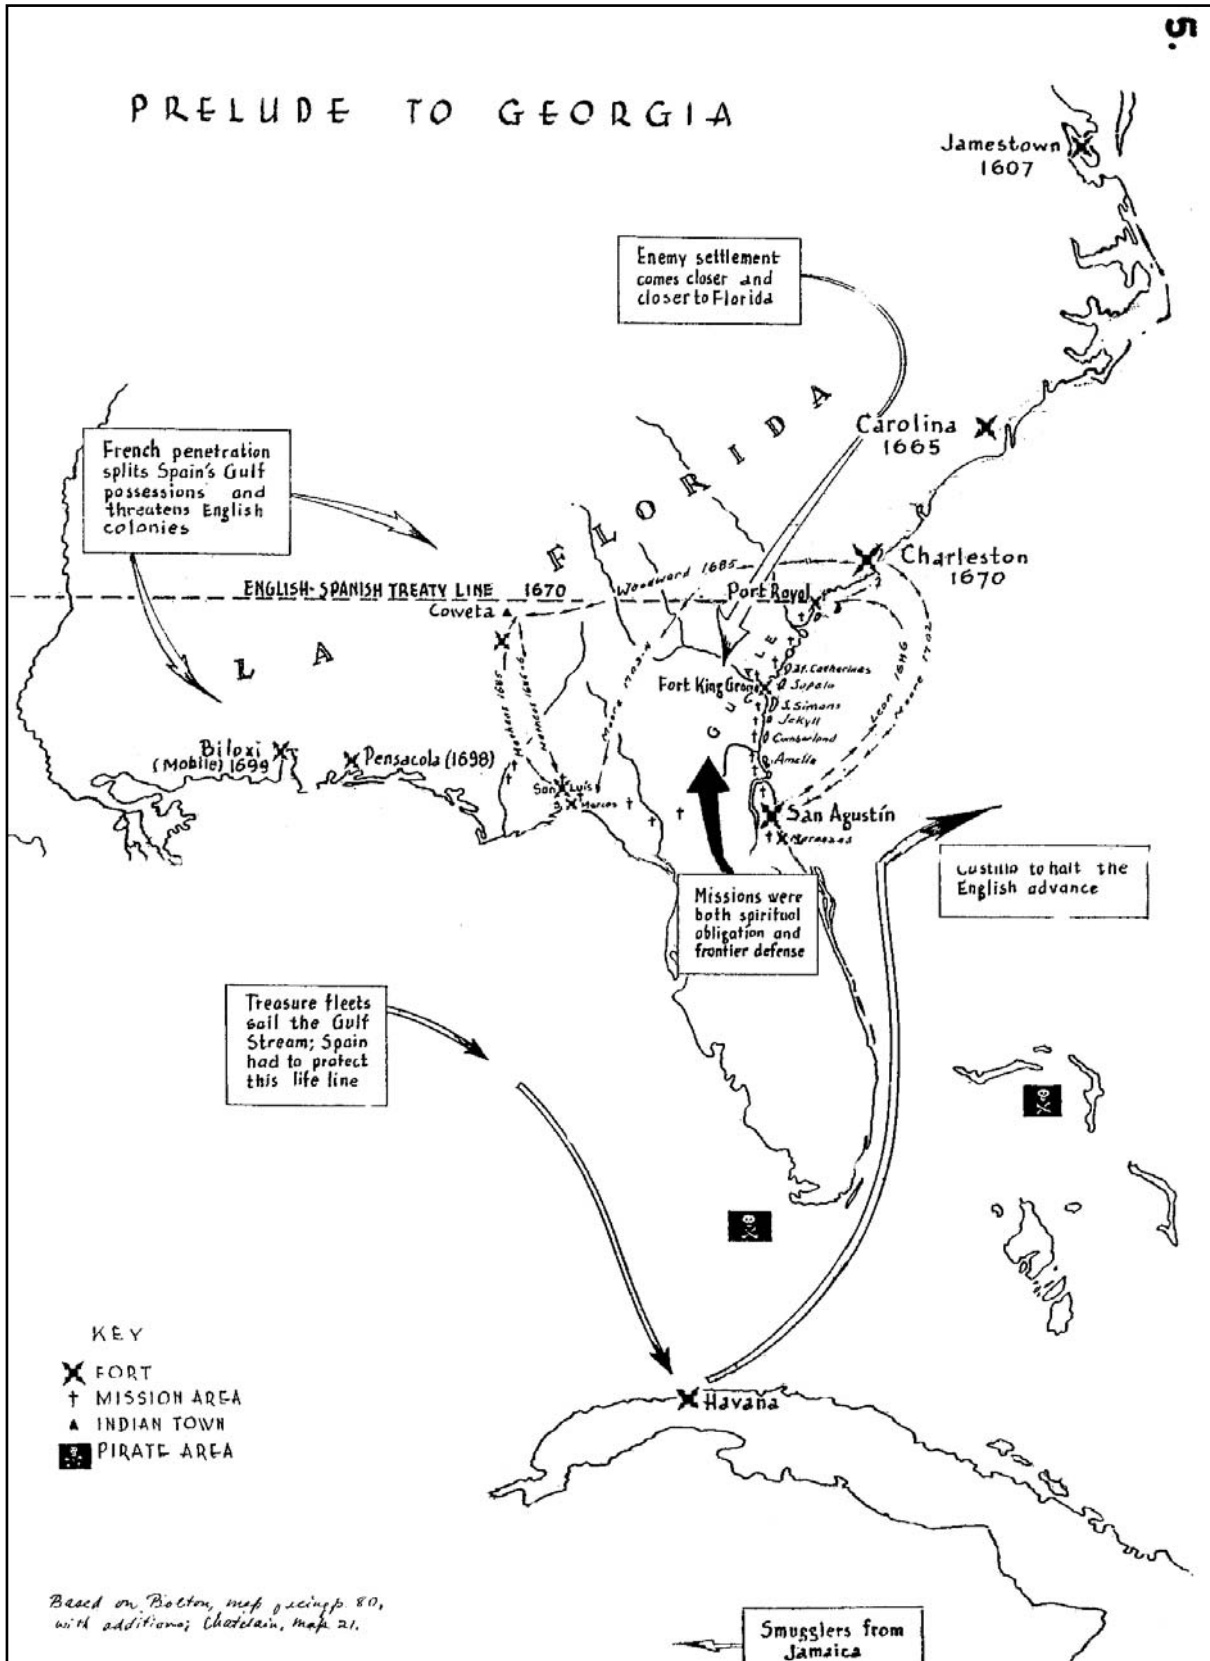 5.
PRELUDE TO GEORGIA
Jamestown
1607
Enemy settlement
comes closer and
closer to Florida
FLORIDA
Carolina
1665
French penetration
splits Spain's Gulf
possessions and
threatens English
colonies
Charleston
1670
Woodward 1685
ENGLISH-SPANISH TREATY LINE 1670
Port Royal
Coweta
LA
GUALE
St. Catherines
Fort King George
Sapalo
S. Simons
Jekyll
Cumberland
Amelia
Leon 1686
Moore 1702
Moore 1703-4
Biloxi
(Mobile) 1699
Pensacola (1698)
San Luis
S. Marcos
San Agustín
Matanzas
Castillo to halt the
English advance
Missions were
both spiritual
obligation and
frontier defense
Treasure fleets
sail the Gulf
Stream; Spain
had to protect
this life line
KEY
FORT
MISSION AREA
INDIAN TOWN
PIRATE AREA
Havana
Based on Bolton, map facing p. 80,
with additions; Chatelain, map 21.
Smugglers from
Jamaica